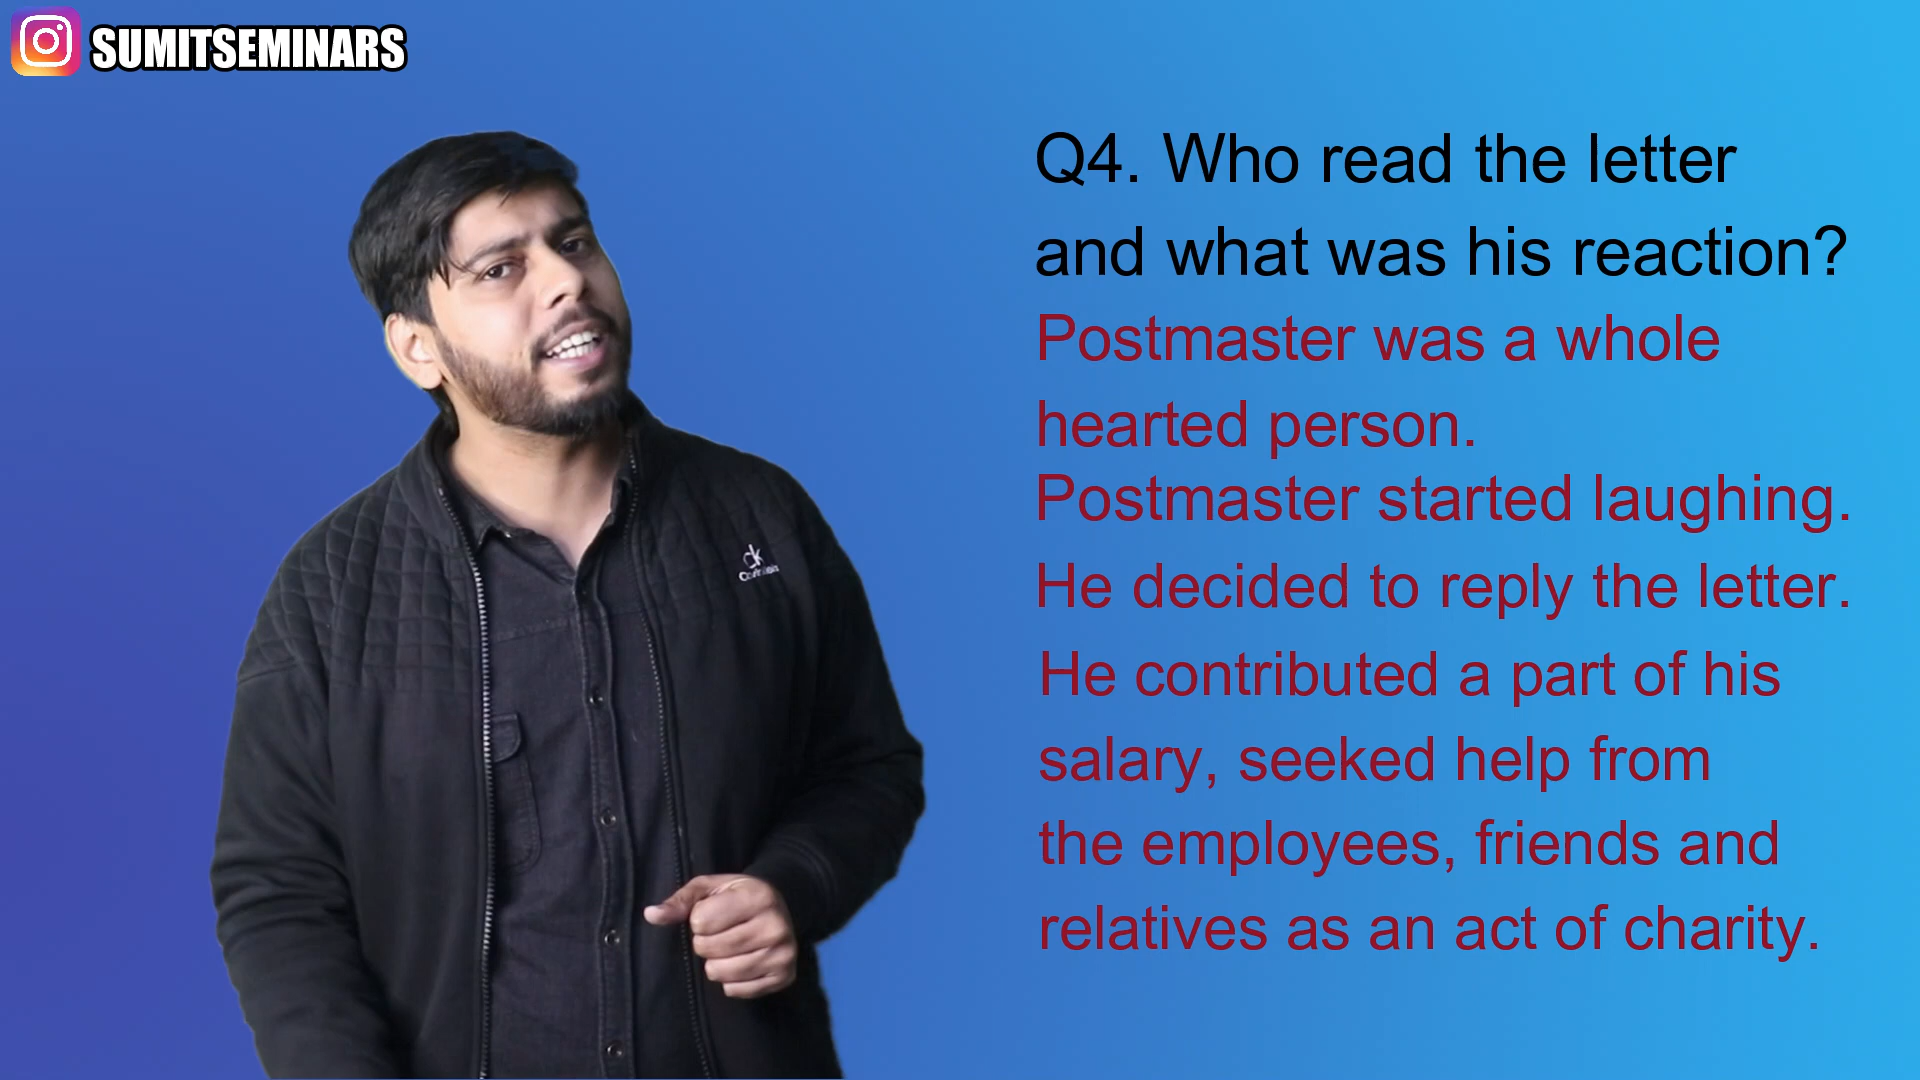 SUMITSEMINARS
Q4. Who read the letter
and what was his reaction?
Postmaster was a whole
hearted person.
Postmaster started laughing.
He decided to reply the letter.
He contributed a part of his
salary, seeked help from
the employees, friends and
relatives as an act of charity.
ck